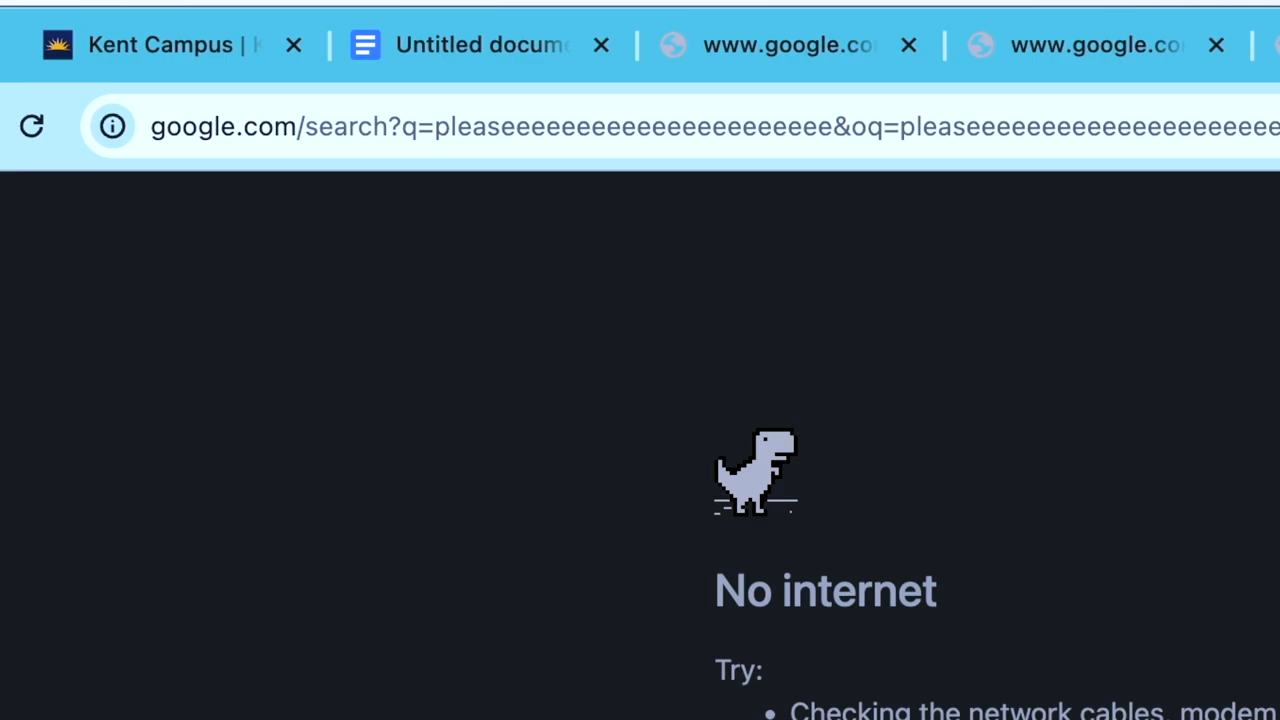 Kent Campus |
Untitled docum
www.google.co
www.google.co
google.com/search?q=pleaseeeeeeeeeeeeeeeeeeeeee&oq=pleaseeeeeeeeeeeeeeeeeeeee
No internet
Try:
• Checking the network cables, modem